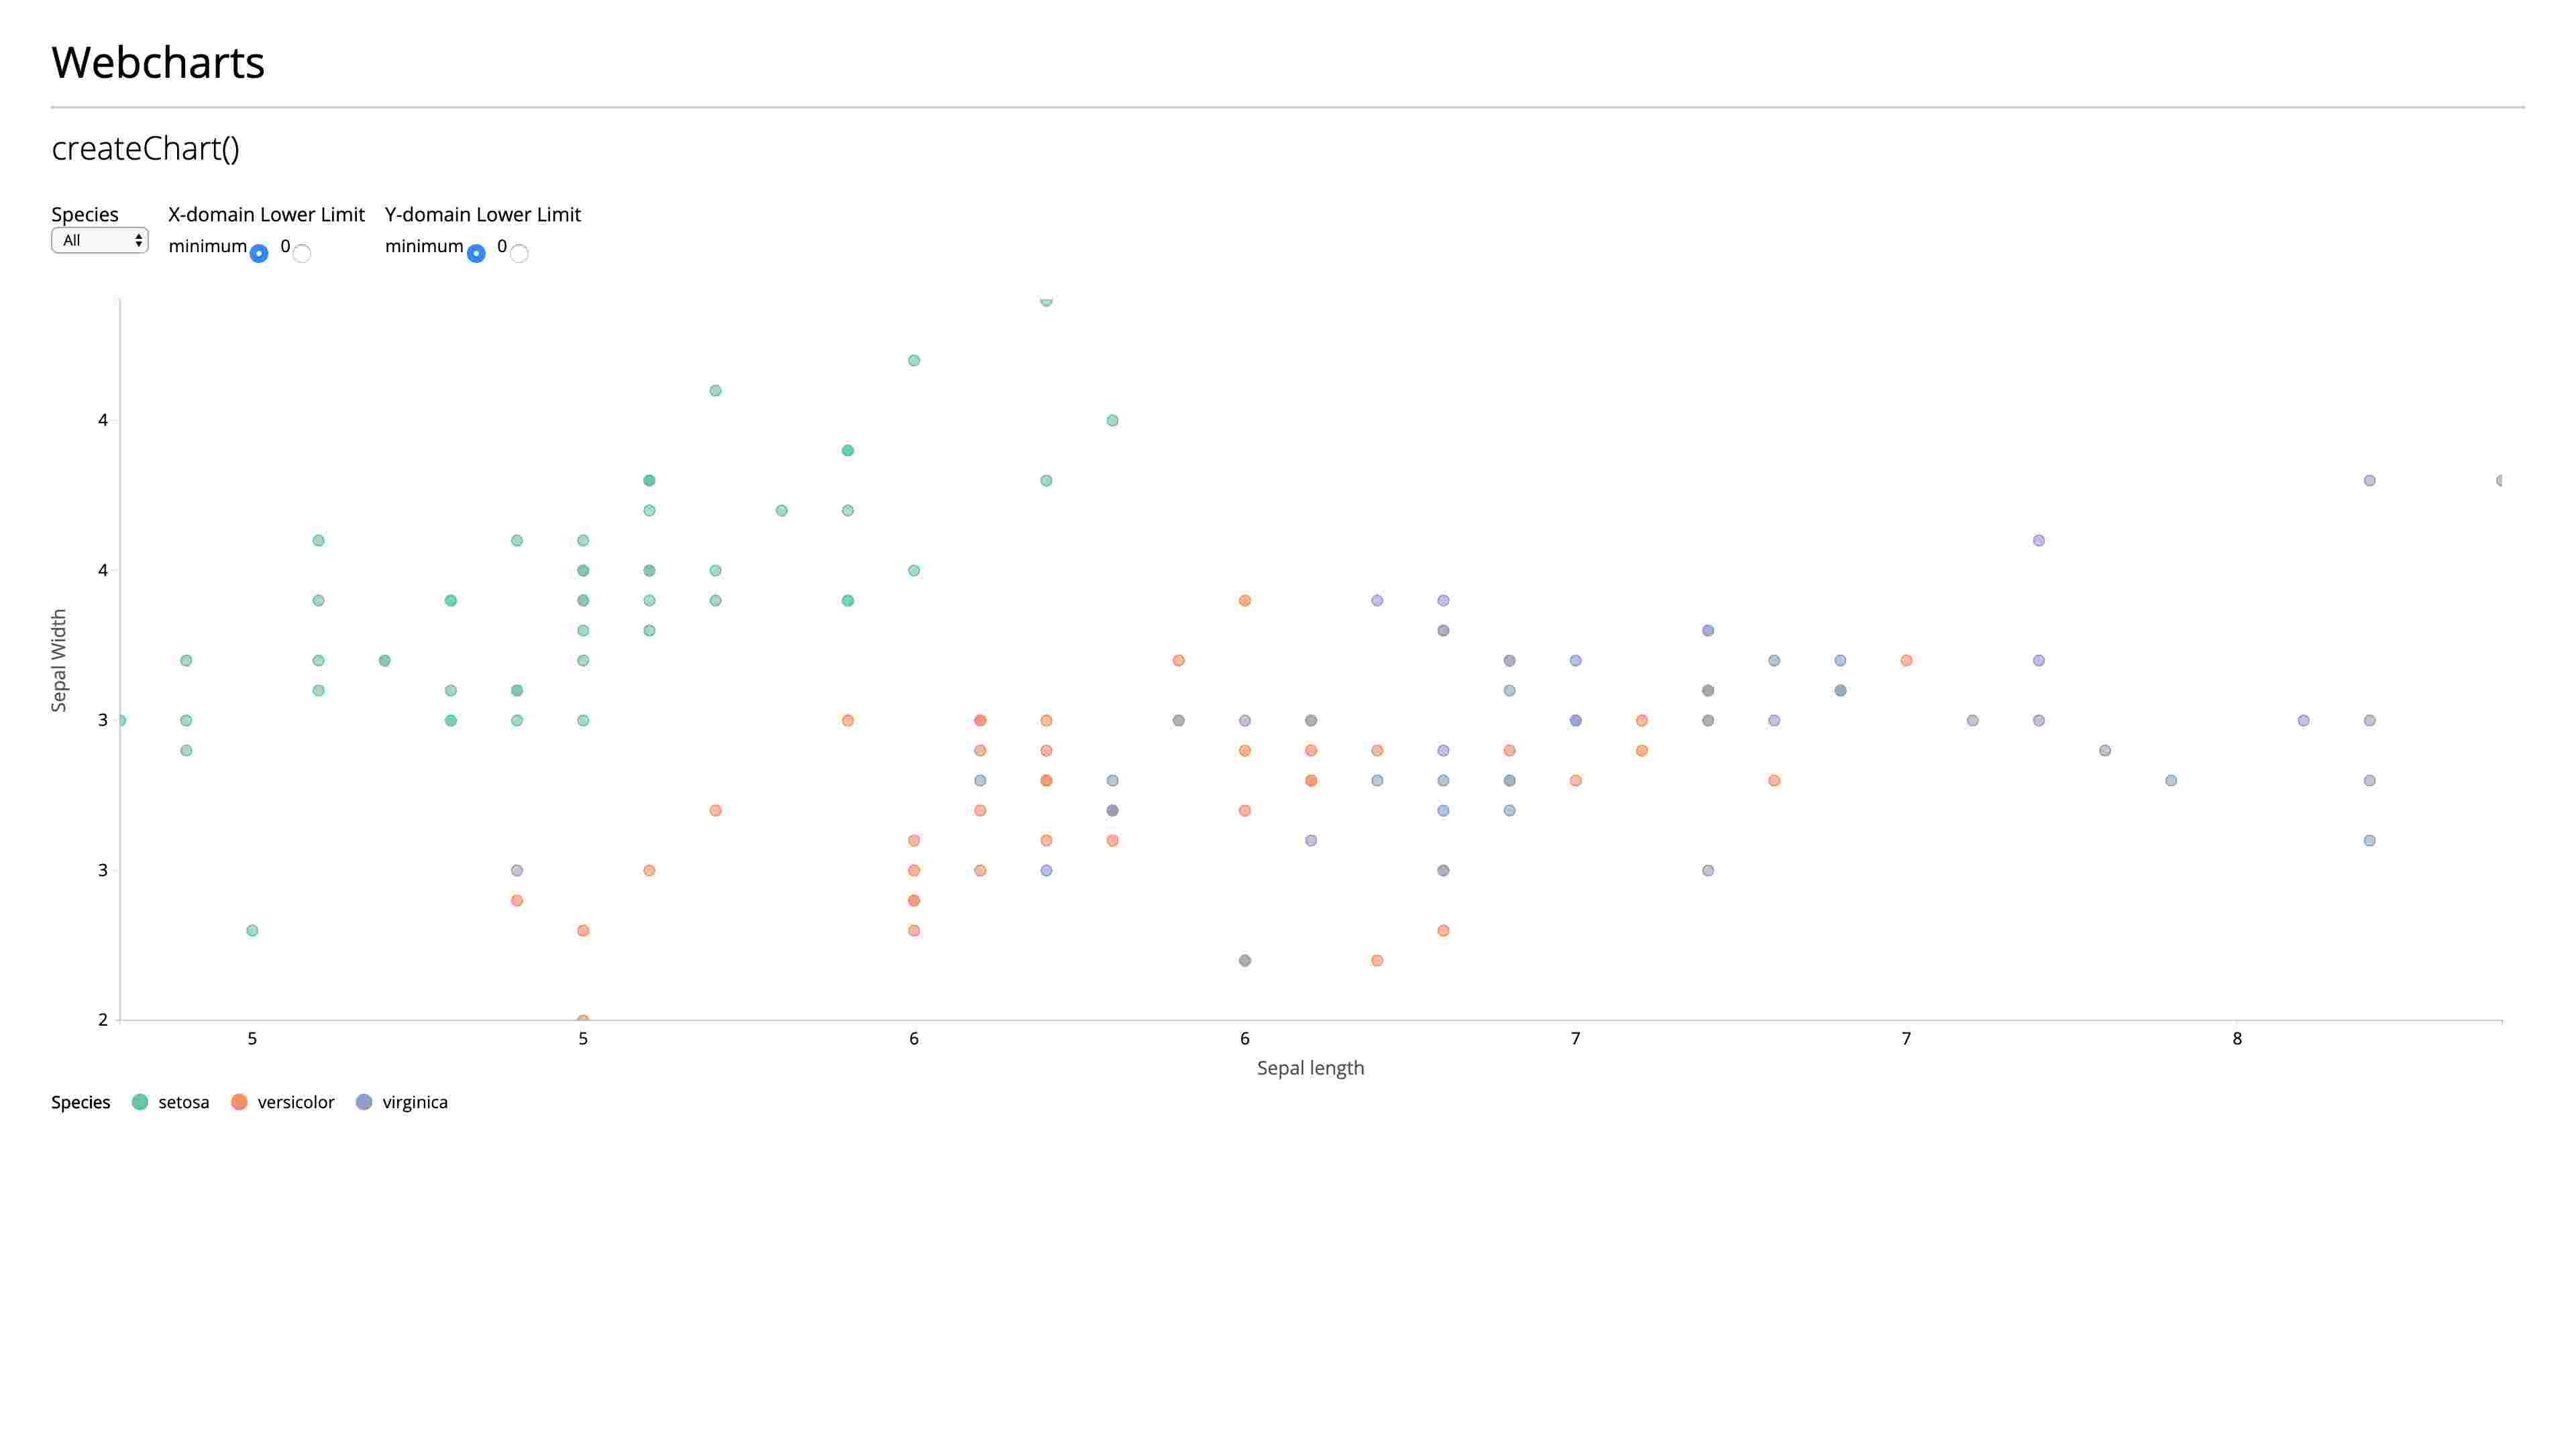 Webcharts
createChart()
Species X-domain Lower Limit Y-domain Lower Limit
All minimum 0 minimum 0
4
4
3
3
2
Sepal Width
5 5 6 6 7 7 8
Sepal length
Species setosa versicolor virginica